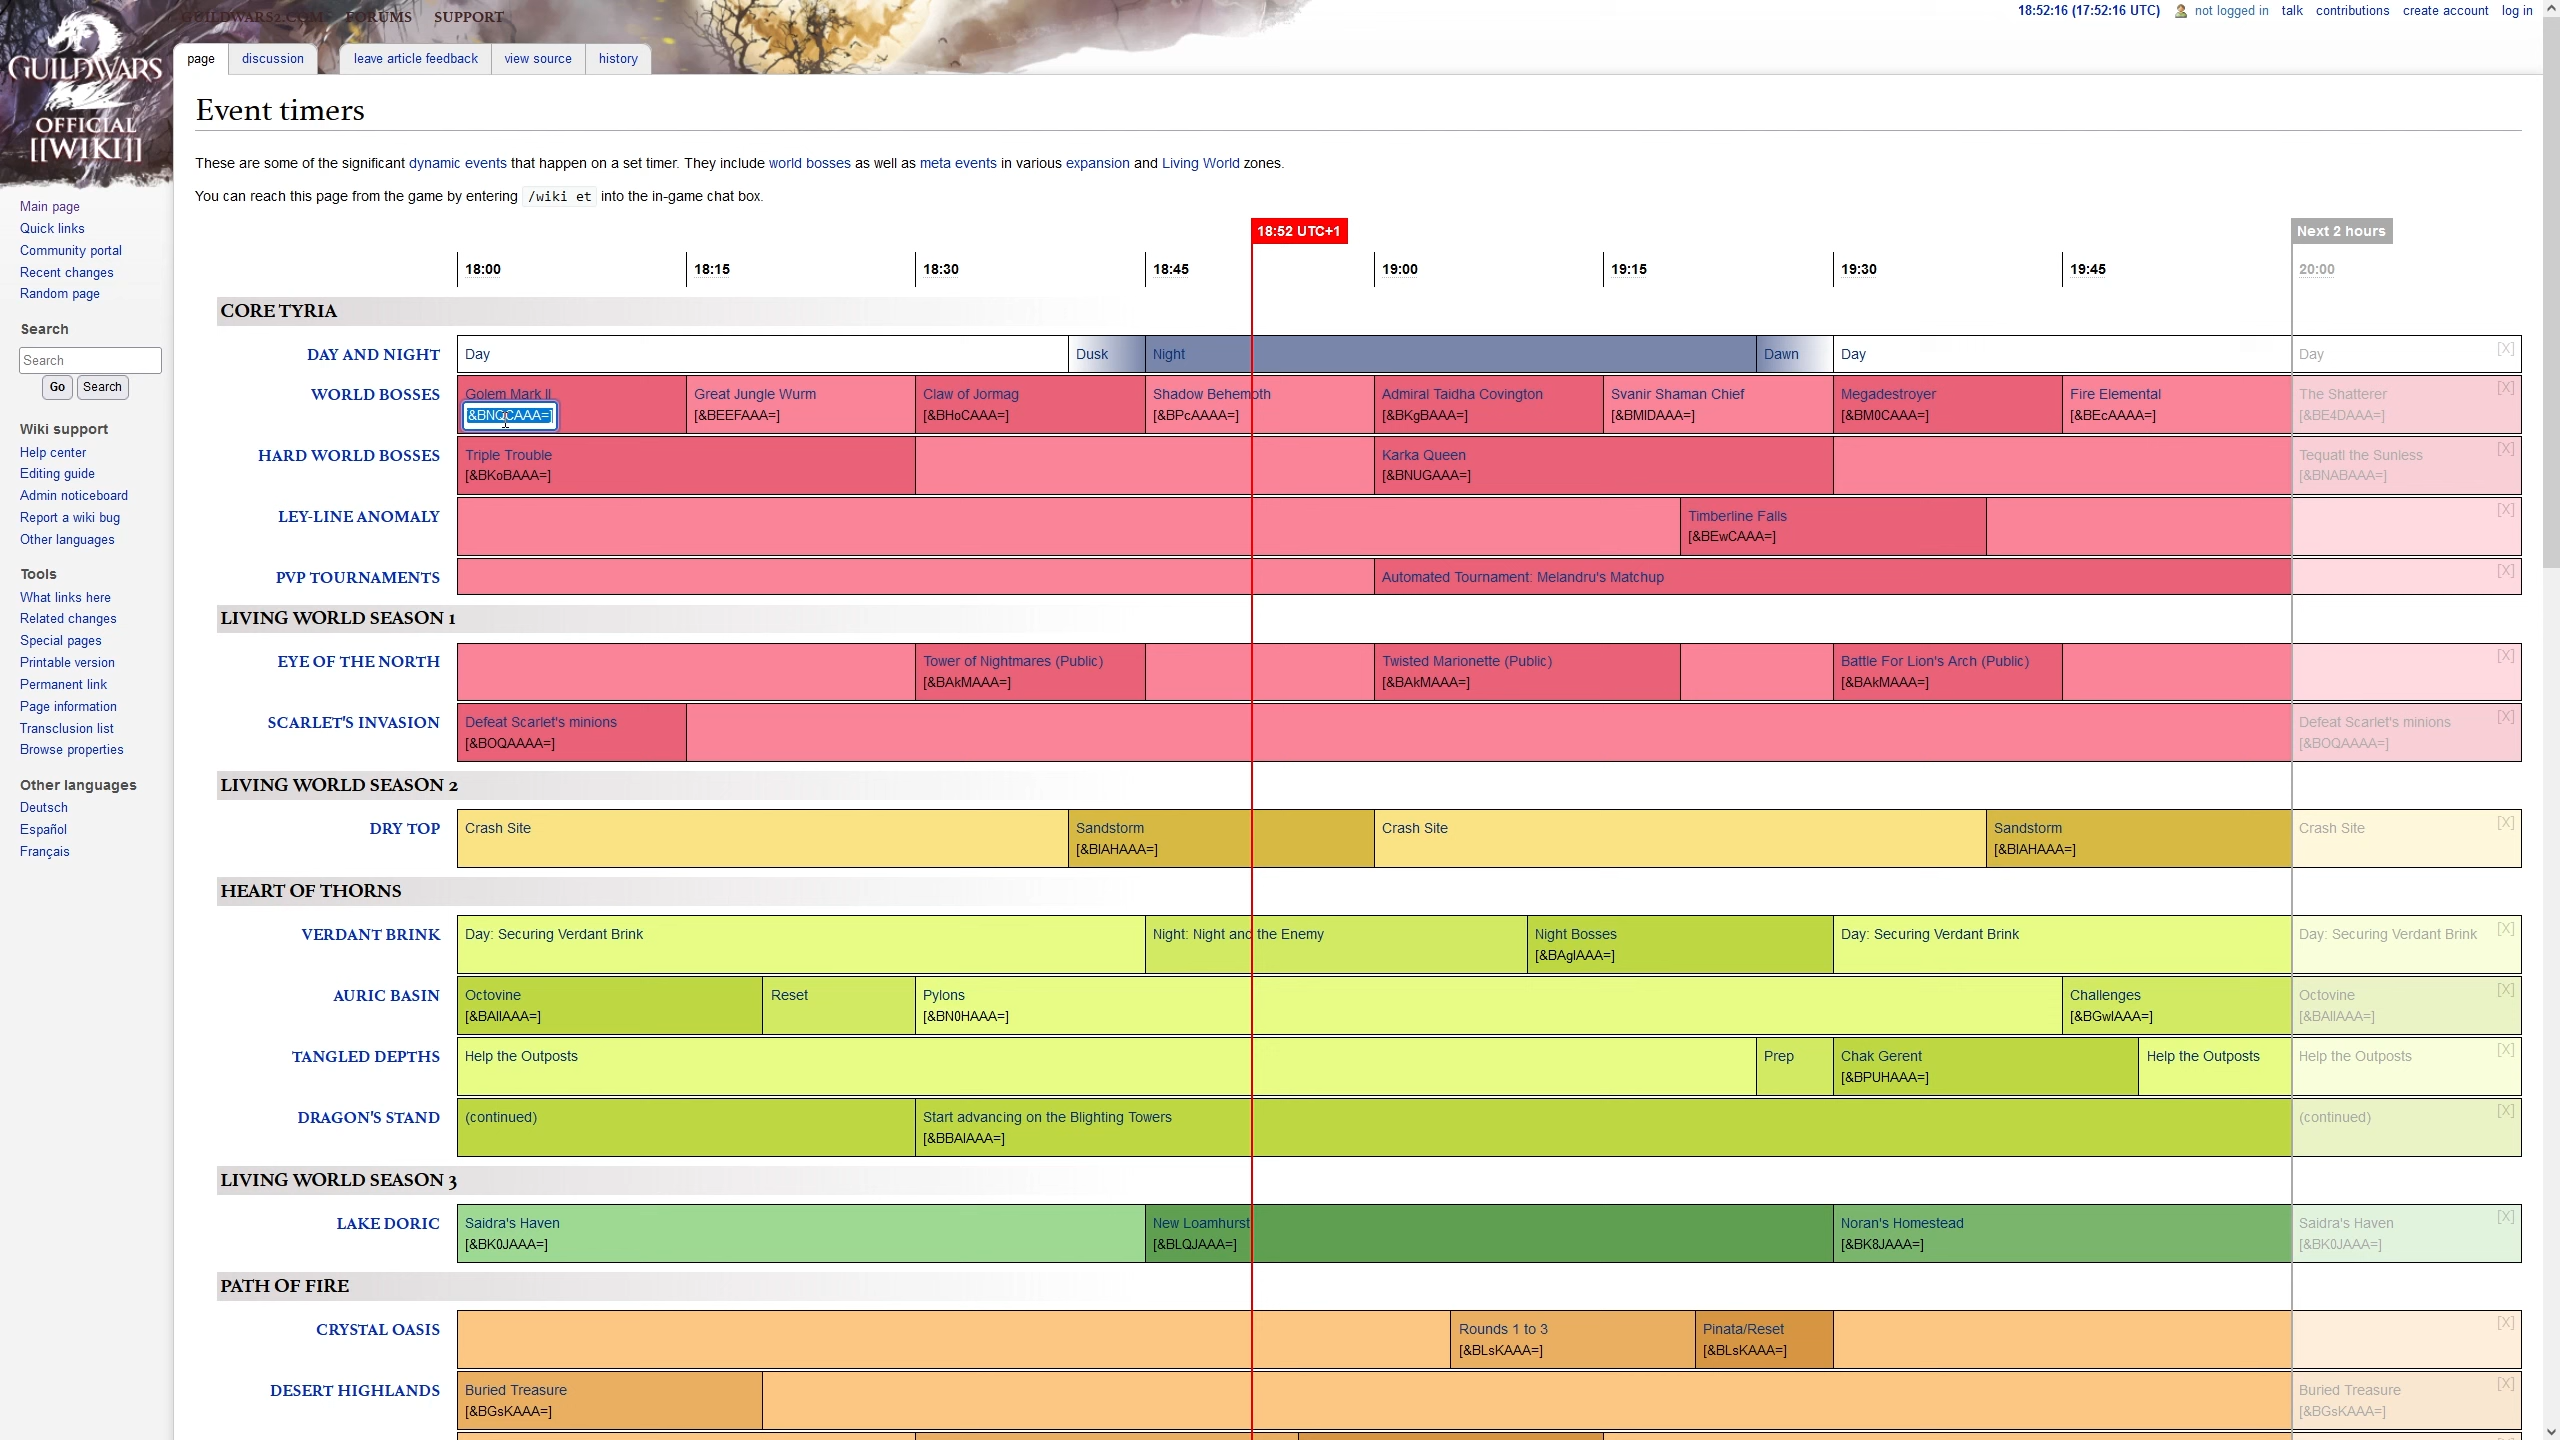 GUILDWARS2.COM FORUMS SUPPORT
18:52:16 (17:52:16 UTC) not logged in talk contributions create account log in
GUILDWARS
OFFICIAL
[[WIKI]]
page discussion leave article feedback view source history
Event timers
These are some of the significant dynamic events that happen on a set timer. They include world bosses as well as meta events in various expansion and Living World zones.
You can reach this page from the game by entering /wiki et into the in-game chat box.
Main page
Quick links
Community portal
Recent changes
Random page
Search
Search
Go Search
Wiki support
Help center
Editing guide
Admin noticeboard
Report a wiki bug
Other languages
Tools
What links here
Related changes
Special pages
Printable version
Permanent link
Page information
Transclusion list
Browse properties
Other languages
Deutsch
Español
Français
18:52 UTC+1 Next 2 hours
18:00 18:15 18:30 18:45 19:00 19:15 19:30 19:45 20:00
CORE TYRIA
DAY AND NIGHT Day Dusk Night Dawn Day Day [X]
WORLD BOSSES Golem Mark II Great Jungle Wurm Claw of Jormag Shadow Behemoth Admiral Taidha Covington Svanir Shaman Chief Megadestroyer Fire Elemental The Shatterer [X]
[&BNQCAAA=] [&BEEFAAA=] [&BHoCAAA=] [&BPcAAAA=] [&BKgBAAA=] [&BMIDAAA=] [&BM0CAAA=] [&BEcAAAA=] [&BE4DAAA=]
HARD WORLD BOSSES Triple Trouble Karka Queen Tequatl the Sunless [X]
[&BKoBAAA=] [&BNUGAAA=] [&BNABAAA=]
LEY-LINE ANOMALY Timberline Falls [X]
[&BEwCAAA=]
PVP TOURNAMENTS Automated Tournament: Melandru's Matchup [X]
LIVING WORLD SEASON 1
EYE OF THE NORTH Tower of Nightmares (Public) Twisted Marionette (Public) Battle For Lion's Arch (Public) [X]
[&BAkMAAA=] [&BAkMAAA=] [&BAkMAAA=]
SCARLET'S INVASION Defeat Scarlet's minions Defeat Scarlet's minions [X]
[&BOQAAAA=] [&BOQAAAA=]
LIVING WORLD SEASON 2
DRY TOP Crash Site Sandstorm Crash Site Sandstorm Crash Site [X]
[&BIAHAAA=] [&BIAHAAA=]
HEART OF THORNS
VERDANT BRINK Day: Securing Verdant Brink Night: Night and the Enemy Night Bosses Day: Securing Verdant Brink Day: Securing Verdant Brink [X]
[&BAgIAAA=]
AURIC BASIN Octovine Reset Pylons Challenges Octovine [X]
[&BAIIAAA=] [&BN0HAAA=] [&BGwIAAA=] [&BAIIAAA=]
TANGLED DEPTHS Help the Outposts Prep Chak Gerent Help the Outposts Help the Outposts [X]
[&BPUHAAA=]
DRAGON'S STAND (continued) Start advancing on the Blighting Towers (continued) [X]
[&BBAIAAA=]
LIVING WORLD SEASON 3
LAKE DORIC Saidra's Haven New Loamhurst Noran's Homestead Saidra's Haven [X]
[&BK0JAAA=] [&BLQJAAA=] [&BK8JAAA=] [&BK0JAAA=]
PATH OF FIRE
CRYSTAL OASIS Rounds 1 to 3 Pinata/Reset [X]
[&BLsKAAA=] [&BLsKAAA=]
DESERT HIGHLANDS Buried Treasure Buried Treasure [X]
[&BGsKAAA=] [&BGsKAAA=]